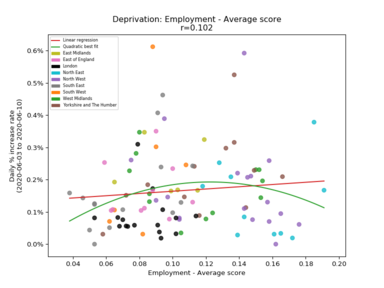 Deprivation: Employment - Average score
r=0.102
Linear regression
Quadratic best fit
East Midlands
East of England
London
North East
North West
South East
South West
West Midlands
Yorkshire and The Humber
Daily % increase rate
(2020-06-03 to 2020-06-10)
0.6%
0.5%
0.4%
0.3%
0.2%
0.1%
0.0%
0.04 0.06 0.08 0.10 0.12 0.14 0.16 0.18 0.20
Employment - Average score